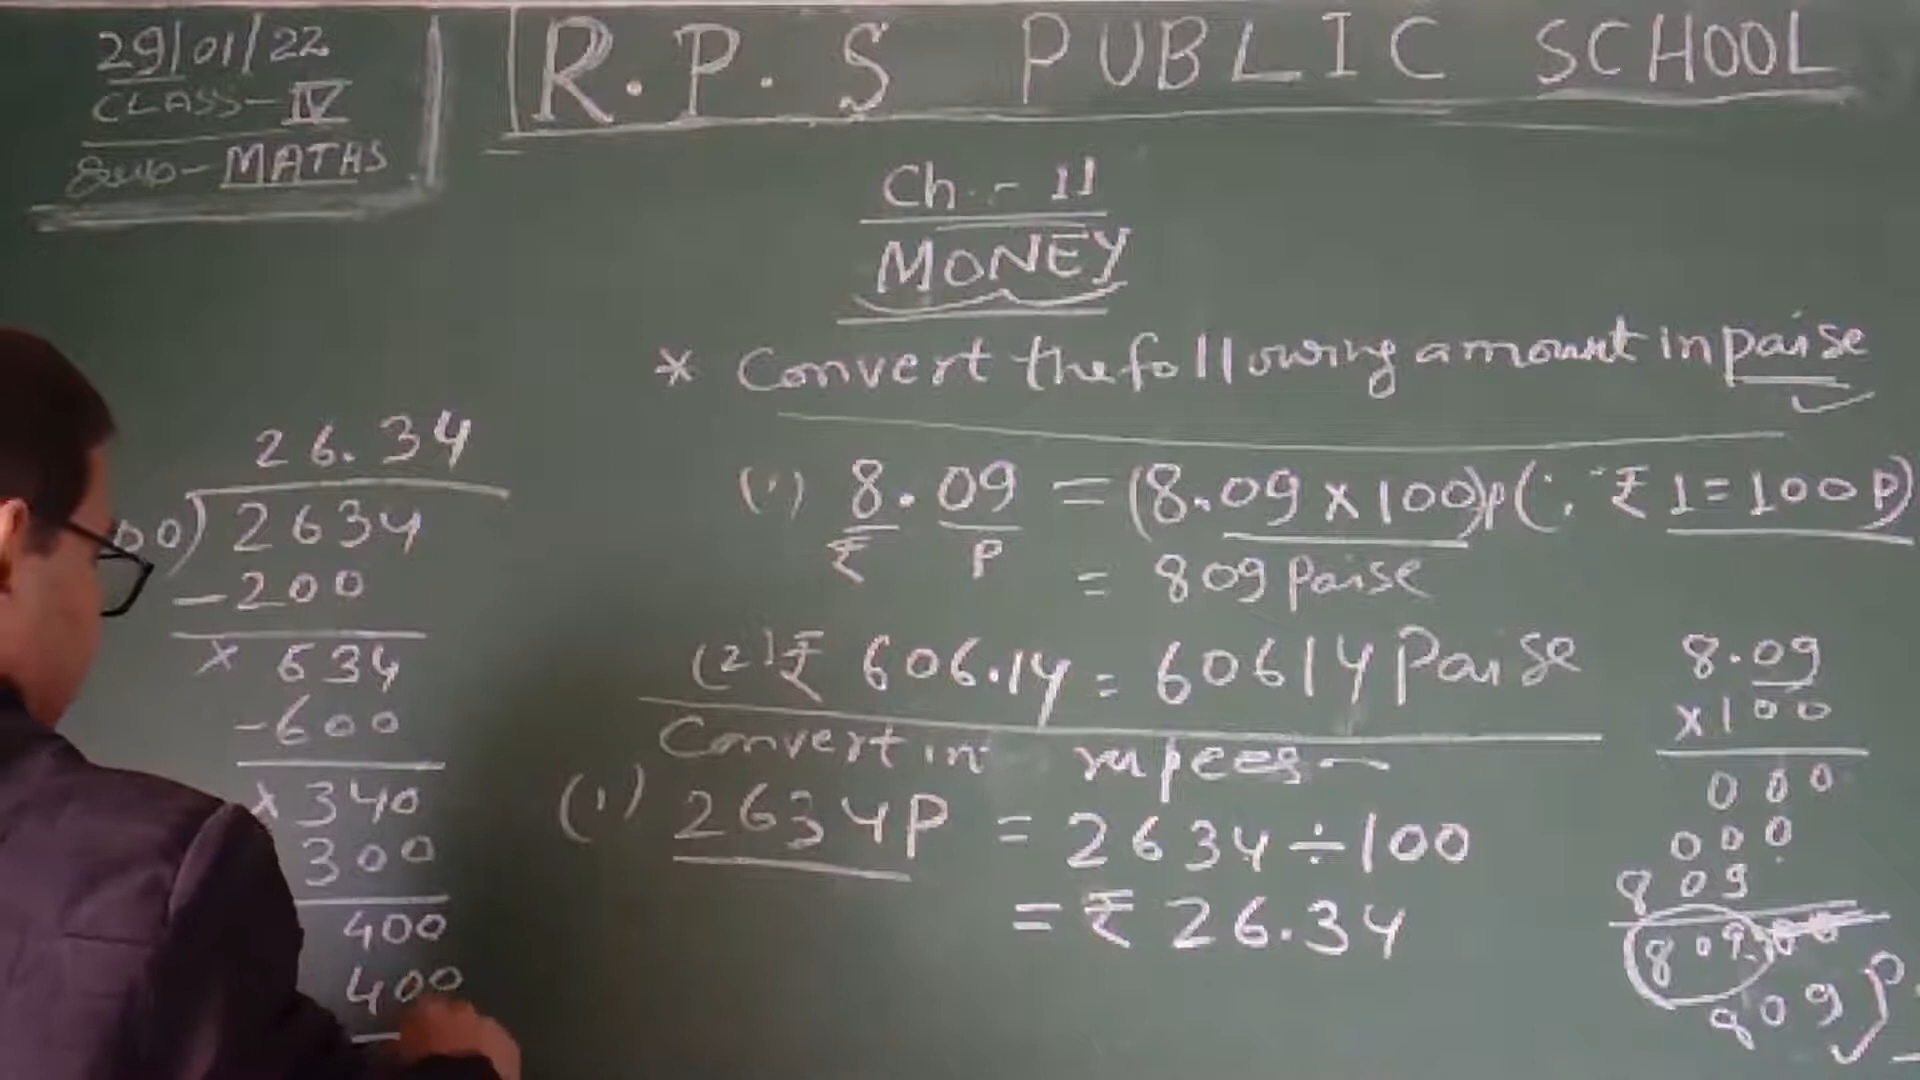 29/01/22
CLASS-IV
Sub-MATHS
R.P.S PUBLIC SCHOOL
Ch.- 11
MONEY
* Convert the following amount in paise
(1) 8.09 = (8.09 x 100)p (∵ ₹ 1 = 100 P)
₹ P
= 809 Paise
(2) ₹ 606.14 = 60614 Paise
Convert in rupees-
(1) 2634P = 2634 ÷ 100
= ₹ 26.34
26.34
00) 2634
-200
x 634
-600
x 340
300
400
400
8.09
x100
000
000
809
809.00
809 P.